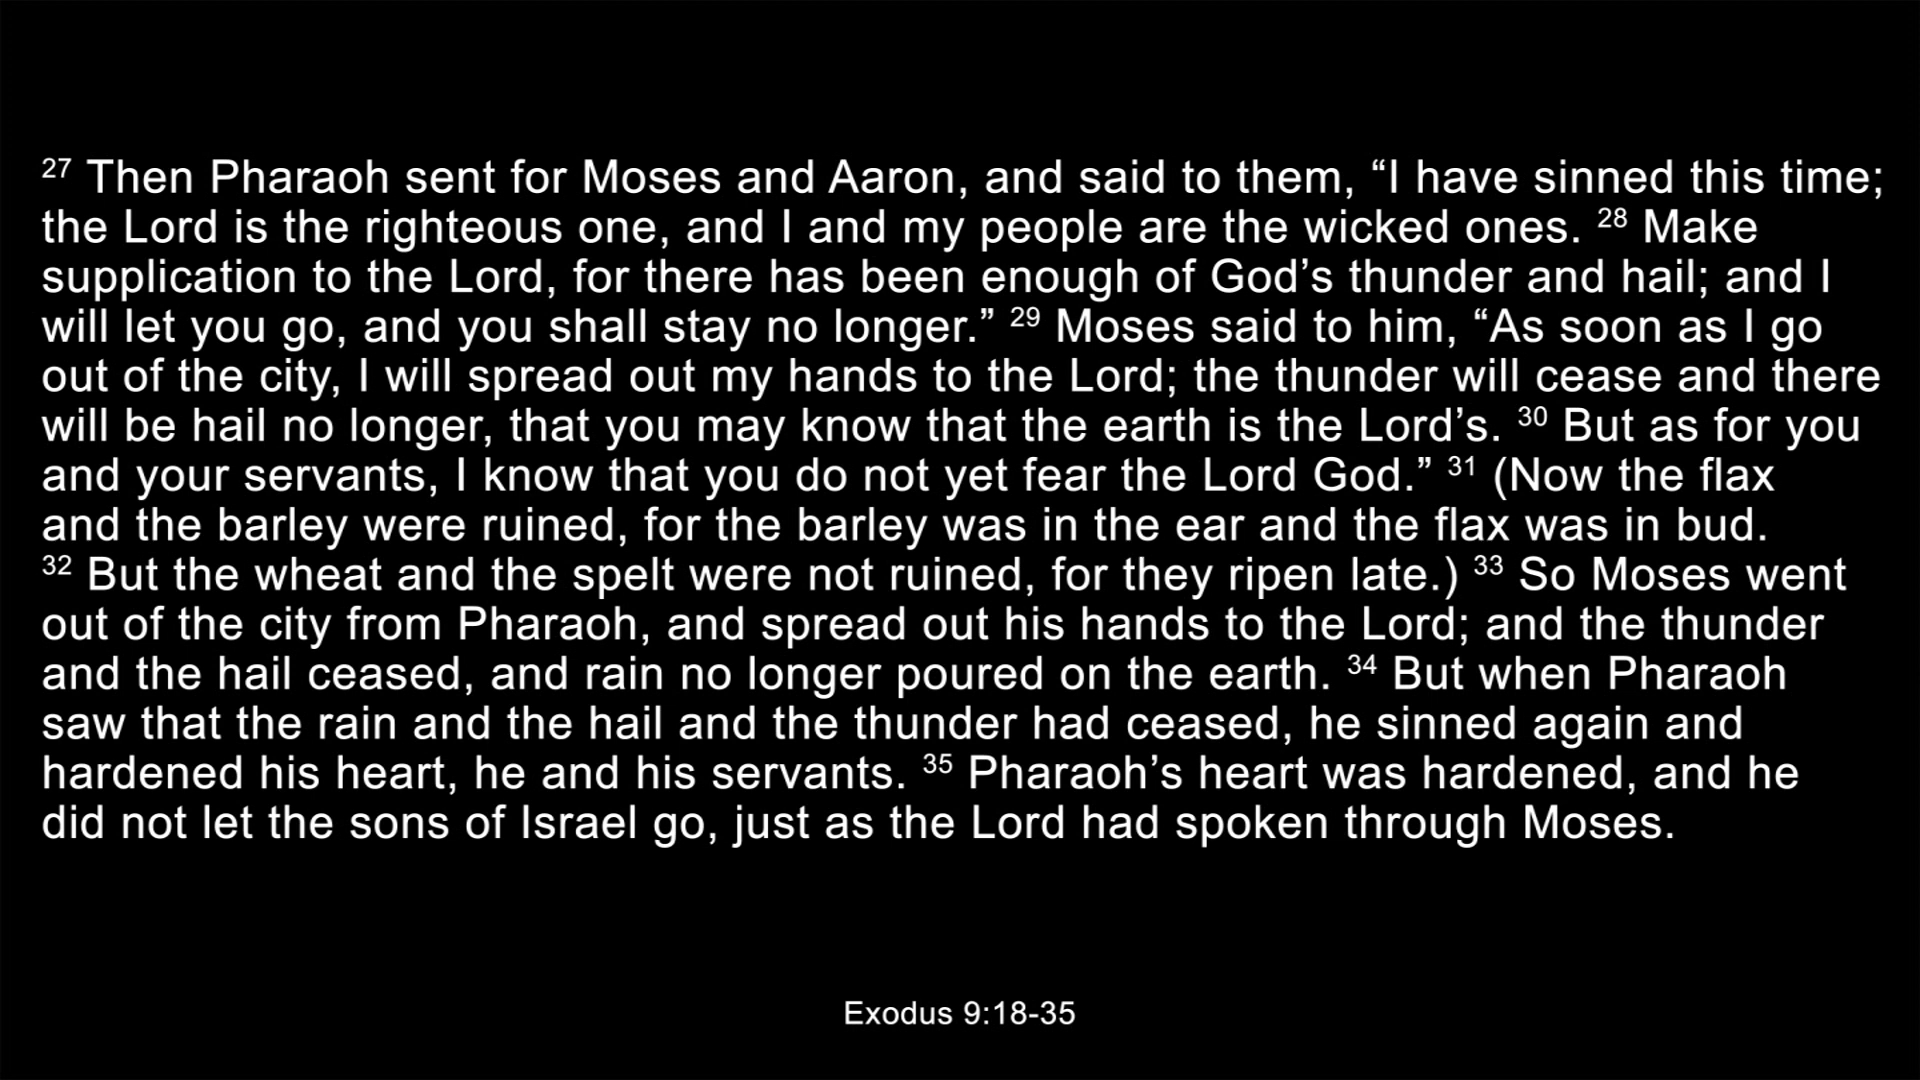 27 Then Pharaoh sent for Moses and Aaron, and said to them, “I have sinned this time;
the Lord is the righteous one, and I and my people are the wicked ones. 28 Make
supplication to the Lord, for there has been enough of God’s thunder and hail; and I
will let you go, and you shall stay no longer.” 29 Moses said to him, “As soon as I go
out of the city, I will spread out my hands to the Lord; the thunder will cease and there
will be hail no longer, that you may know that the earth is the Lord’s. 30 But as for you
and your servants, I know that you do not yet fear the Lord God.” 31 (Now the flax
and the barley were ruined, for the barley was in the ear and the flax was in bud.
32 But the wheat and the spelt were not ruined, for they ripen late.) 33 So Moses went
out of the city from Pharaoh, and spread out his hands to the Lord; and the thunder
and the hail ceased, and rain no longer poured on the earth. 34 But when Pharaoh
saw that the rain and the hail and the thunder had ceased, he sinned again and
hardened his heart, he and his servants. 35 Pharaoh’s heart was hardened, and he
did not let the sons of Israel go, just as the Lord had spoken through Moses.
Exodus 9:18-35